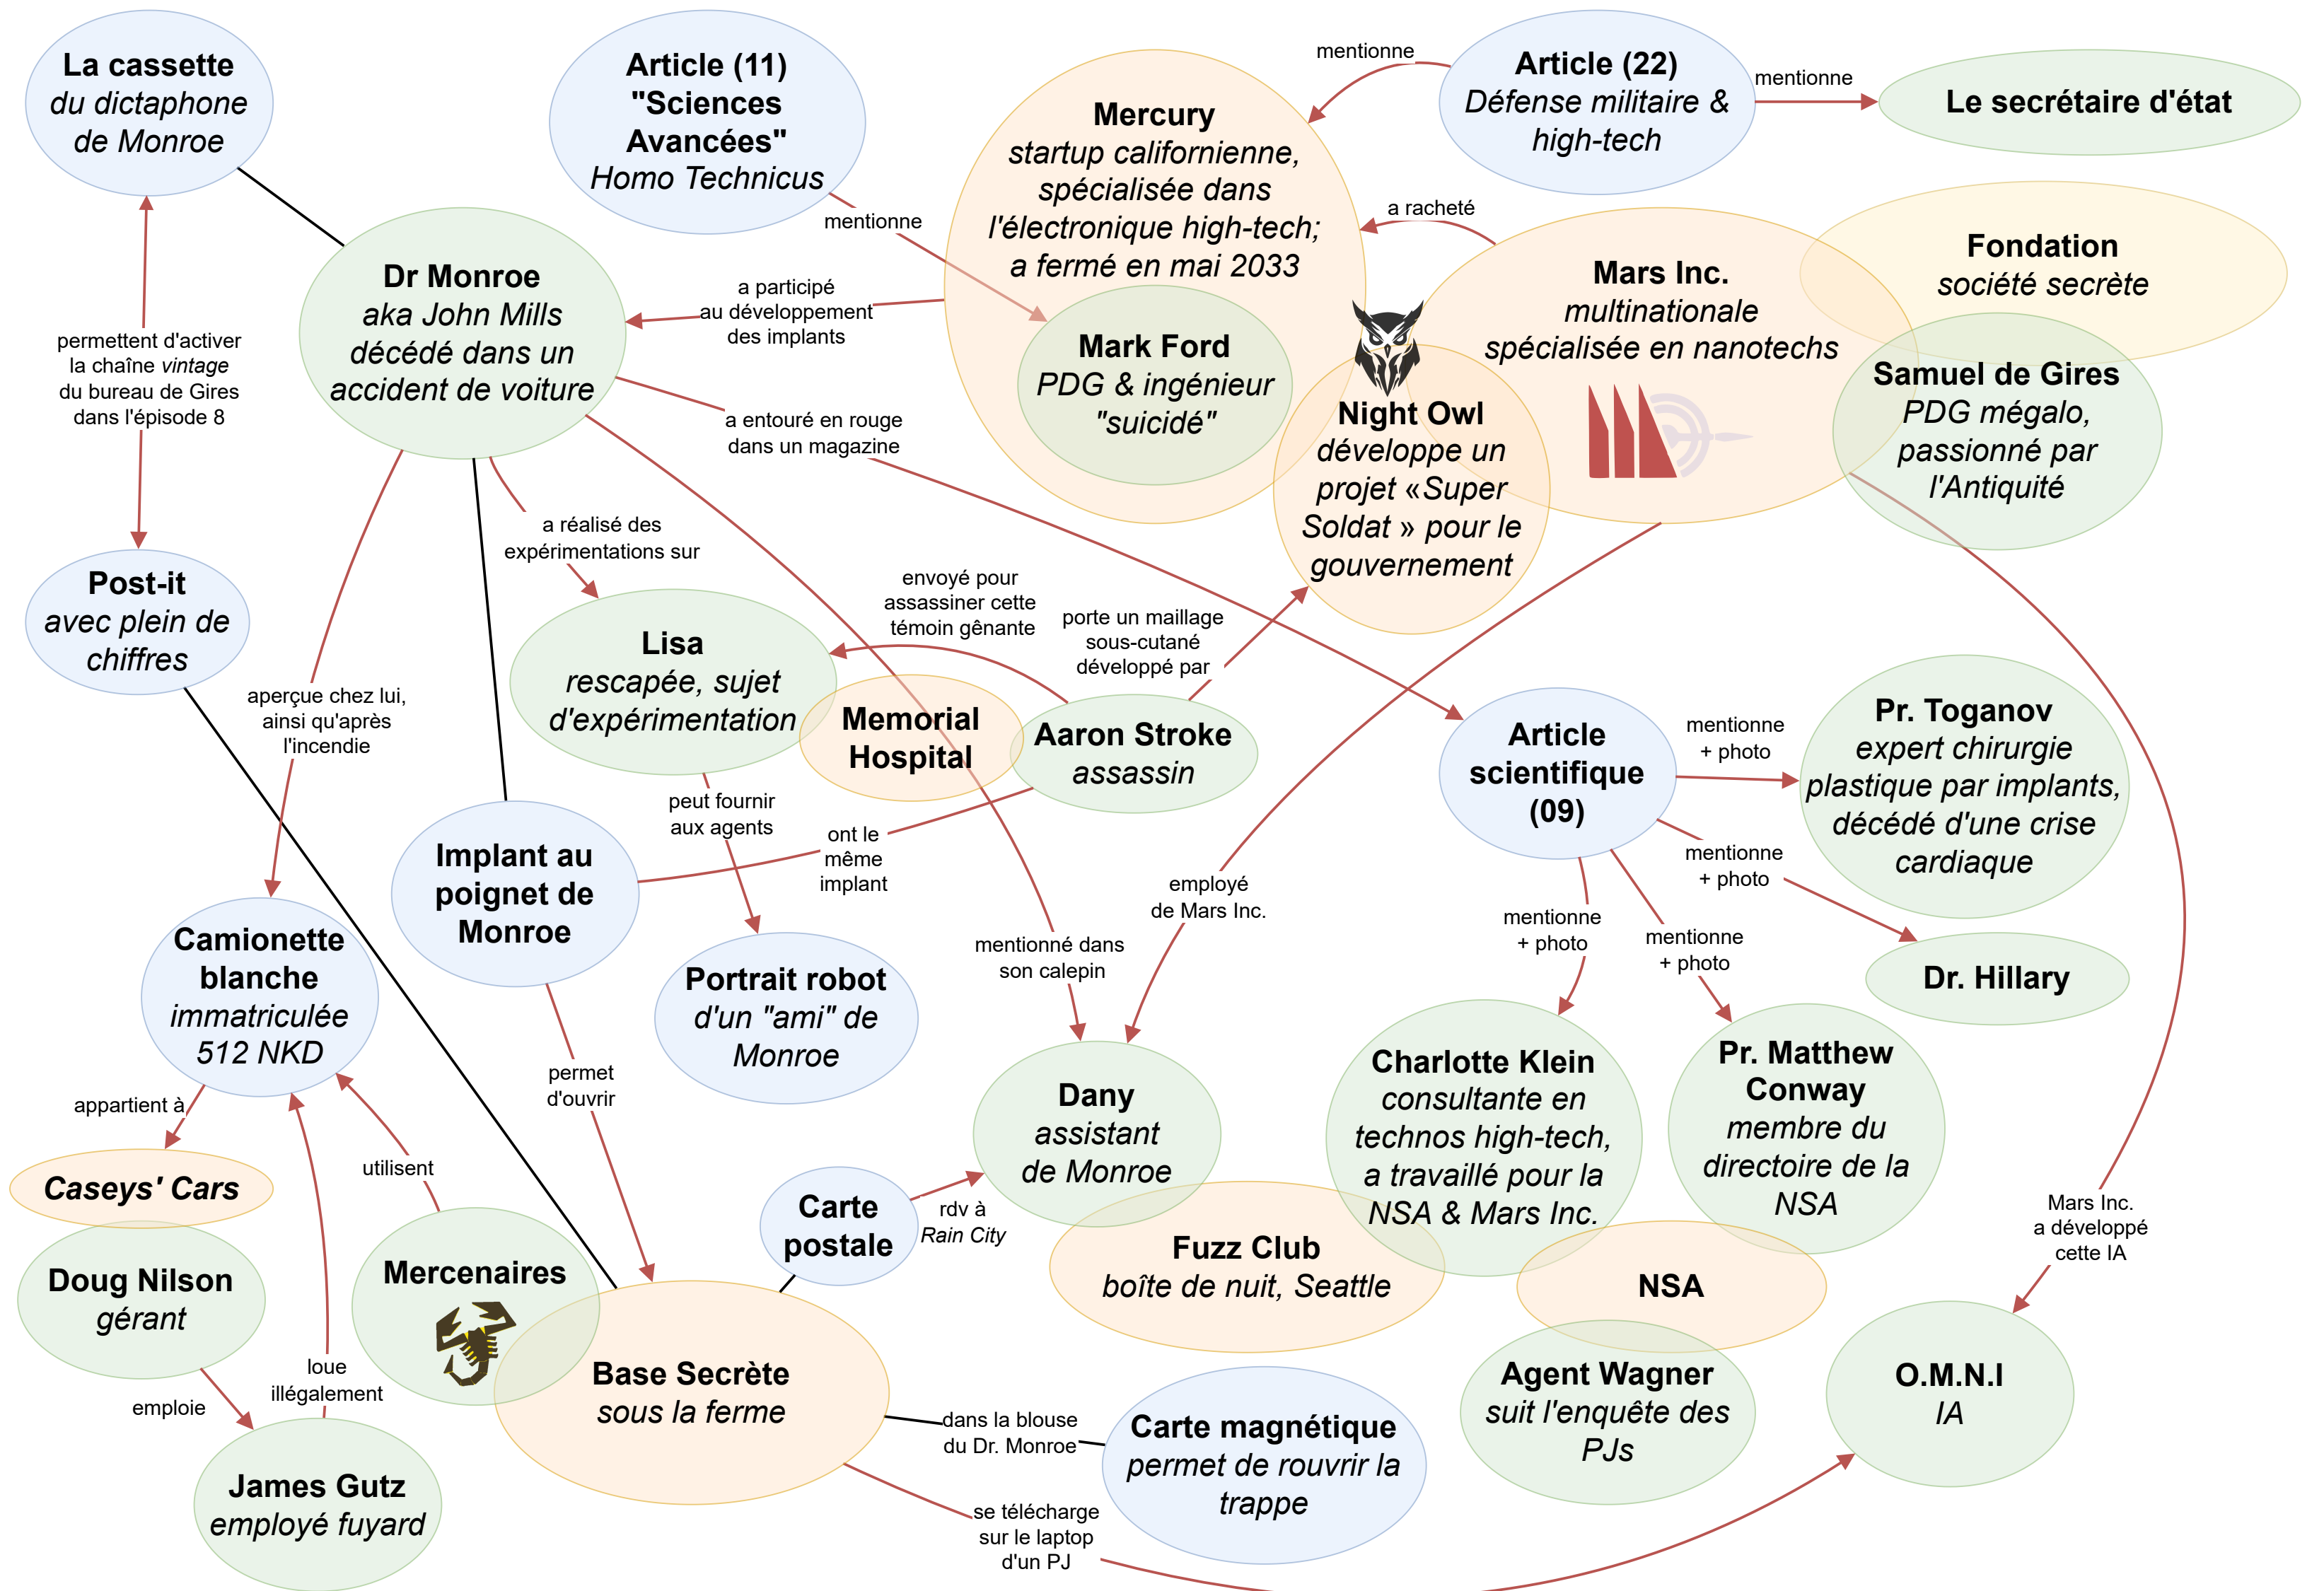 La cassette
du dictaphone
de Monroe
Article (11)
"Sciences
Avancées"
Homo Technicus
mentionne
Mercury
startup californienne,
spécialisée dans
l'électronique high-tech;
a fermé en mai 2033
mentionne
Article (22)
Défense militaire &
high-tech
mentionne
Le secrétaire d'état
a racheté
Mars Inc.
multinationale
spécialisée en nanotechs
Fondation
société secrète
Samuel de Gires
PDG mégalo,
passionné par
l'Antiquité
Dr Monroe
aka John Mills
décédé dans un
accident de voiture
a participé
au développement
des implants
Mark Ford
PDG & ingénieur
"suicidé"
Night Owl
développe un
projet «Super
Soldat » pour le
gouvernement
permettent d'activer
la chaîne vintage
du bureau de Gires
dans l'épisode 8
a entouré en rouge
dans un magazine
a réalisé des
expérimentations sur
Post-it
avec plein de
chiffres
Lisa
rescapée, sujet
d'expérimentation
envoyé pour
assassiner cette
témoin gênante
porte un maillage
sous-cutané
développé par
Memorial
Hospital
Aaron Stroke
assassin
aperçue chez lui,
ainsi qu'après
l'incendie
peut fournir
aux agents
ont le
même
implant
Implant au
poignet de
Monroe
Article
scientifique
(09)
mentionne
+ photo
Pr. Toganov
expert chirurgie
plastique par implants,
décédé d'une crise
cardiaque
mentionne
+ photo
Dr. Hillary
mentionne
+ photo
mentionne
+ photo
employé
de Mars Inc.
mentionné dans
son calepin
Camionette
blanche
immatriculée
512 NKD
Portrait robot
d'un "ami" de
Monroe
permet
d'ouvrir
Dany
assistant
de Monroe
Charlotte Klein
consultante en
technos high-tech,
a travaillé pour la
NSA & Mars Inc.
Pr. Matthew
Conway
membre du
directoire de la
NSA
appartient à
Caseys' Cars
utilisent
Carte
postale
rdv à
Rain City
Fuzz Club
boîte de nuit, Seattle
NSA
Mars Inc.
a développé
cette IA
Doug Nilson
gérant
Mercenaires
Base Secrète
sous la ferme
loue
illégalement
emploie
James Gutz
employé fuyard
dans la blouse
du Dr. Monroe
Carte magnétique
permet de rouvrir la
trappe
Agent Wagner
suit l'enquête des
PJs
O.M.N.I
IA
se télécharge
sur le laptop
d'un PJ